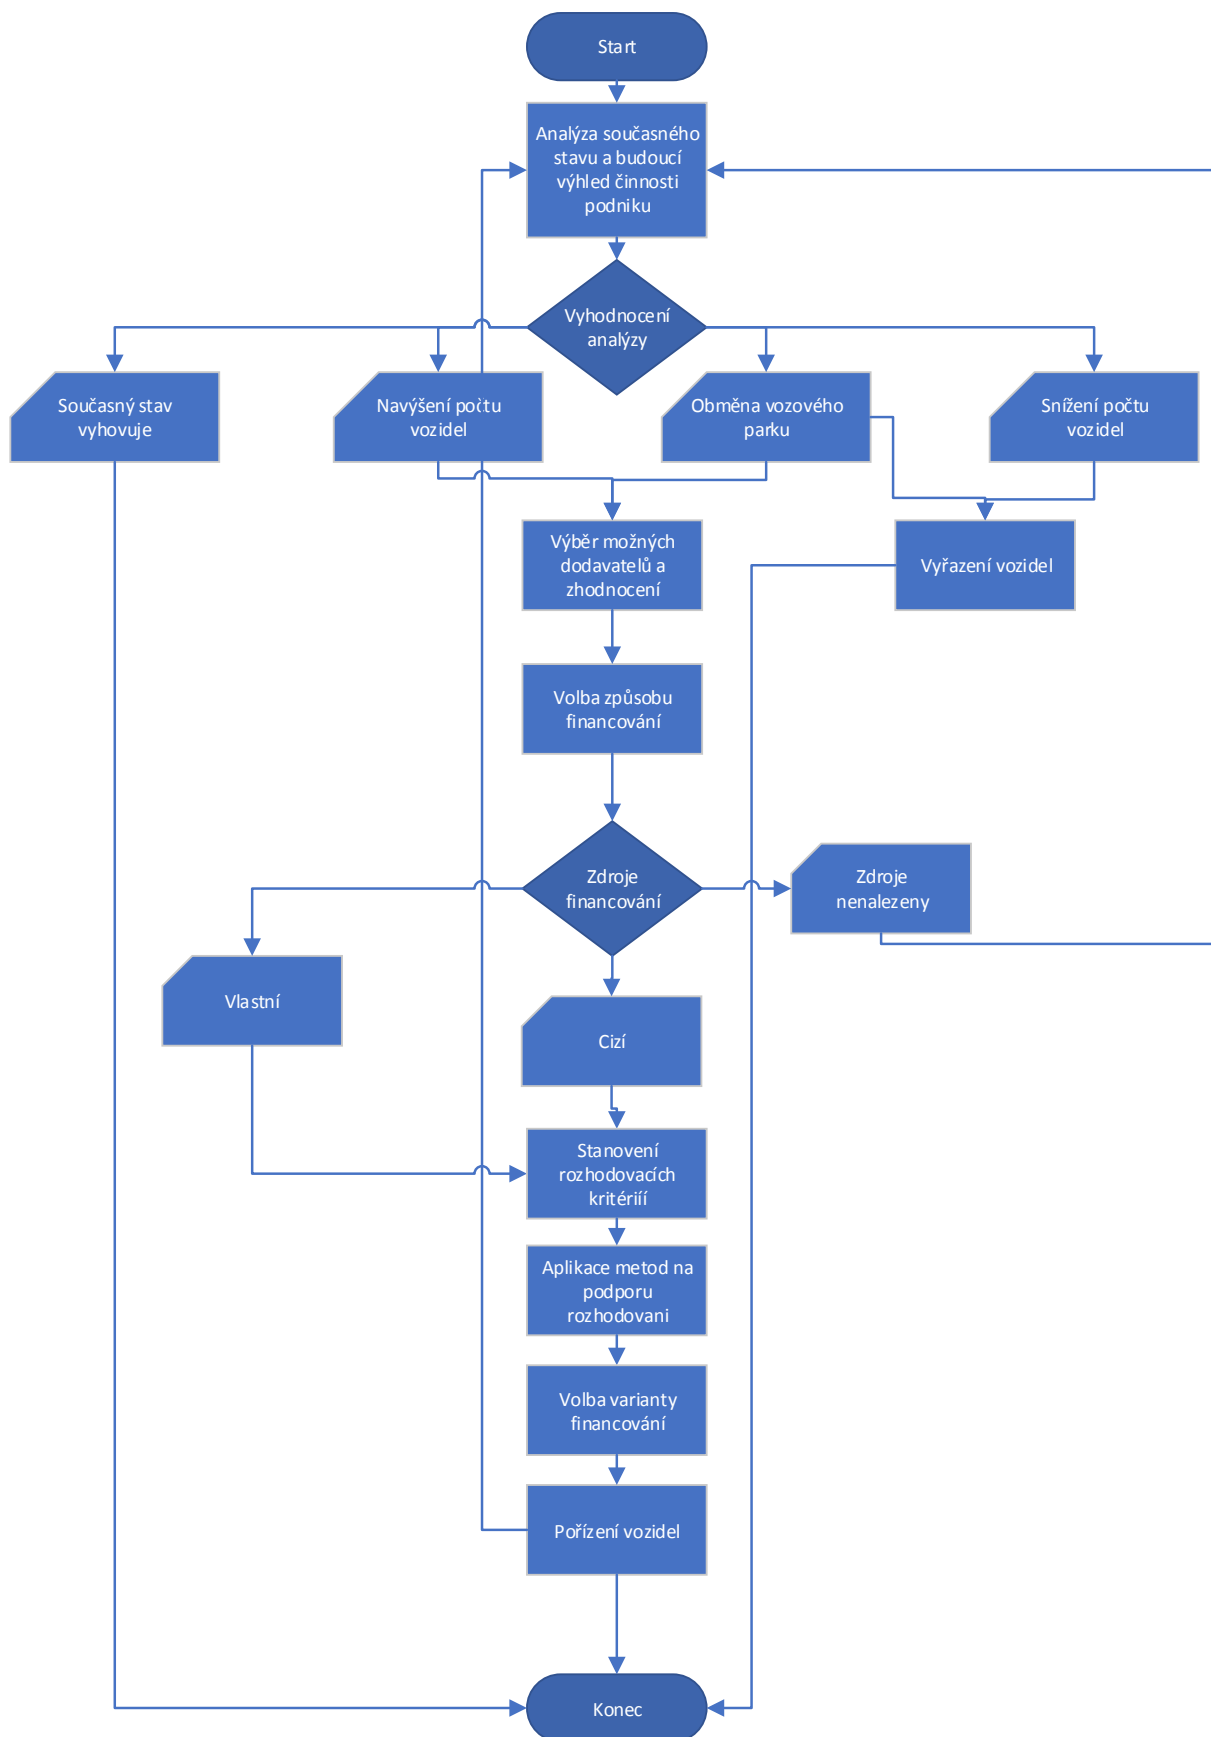 Start
Analýza současného
stavu a budoucí
výhled činnosti
podniku
Vyhodnocení
analýzy
Současný stav
vyhovuje
Navýšení počtu
vozidel
Obměna vozového
parku
Snížení počtu
vozidel
Výběr možných
dodavatelů a
zhodnocení
Vyřazení vozidel
Volba způsobu
financování
Zdroje
financování
Zdroje
nenalezeny
Vlastní
Cizí
Stanovení
rozhodovacích
kritériíí
Aplikace metod na
podporu
rozhodovani
Volba varianty
financování
Pořízení vozidel
Konec